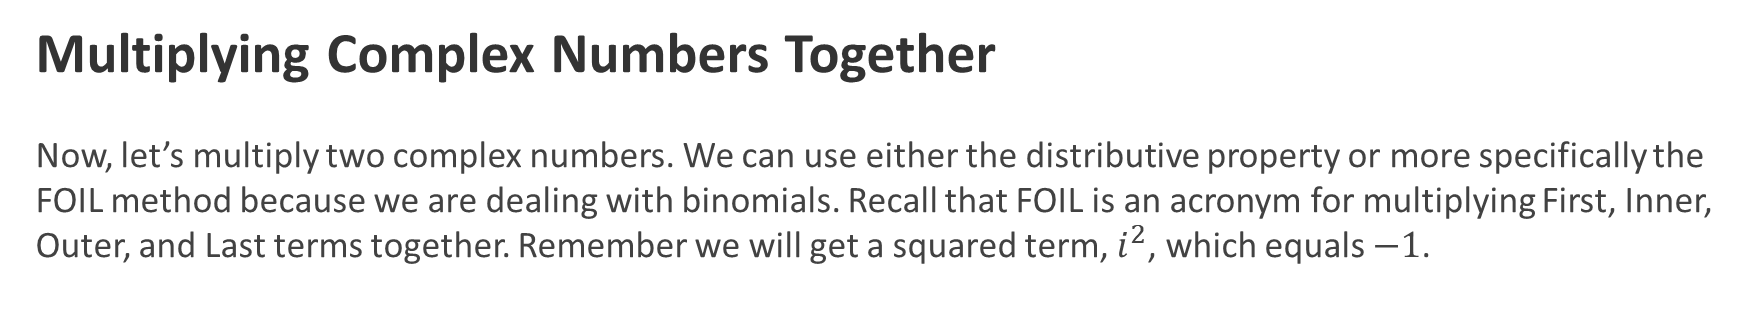 Multiplying Complex Numbers Together
Now, let’s multiply two complex numbers. We can use either the distributive property or more specifically the
FOIL method because we are dealing with binomials. Recall that FOIL is an acronym for multiplying First, Inner,
Outer, and Last terms together. Remember we will get a squared term, i², which equals −1.